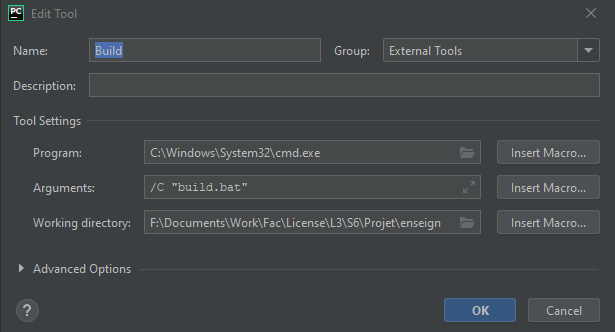 PC Edit Tool
Name: Build Group: External Tools
Description:
Tool Settings
Program: C:\Windows\System32\cmd.exe Insert Macro...
Arguments: /C "build.bat" Insert Macro...
Working directory: F:\Documents\Work\Fac\License\L3\S6\Projet\enseign Insert Macro...
Advanced Options
? OK Cancel